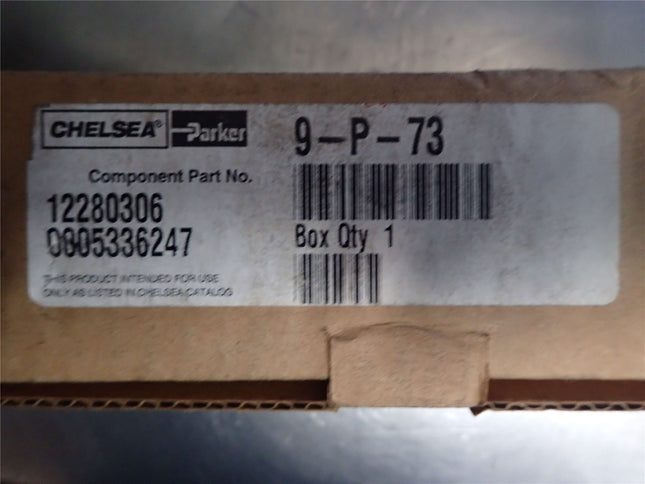 CHELSEA® Parker
9-P-73
Component Part No.
12280306
0005336247
Box Qty 1
THIS PRODUCT INTENDED FOR USE
ONLY AS LISTED IN CHELSEA CATALOG